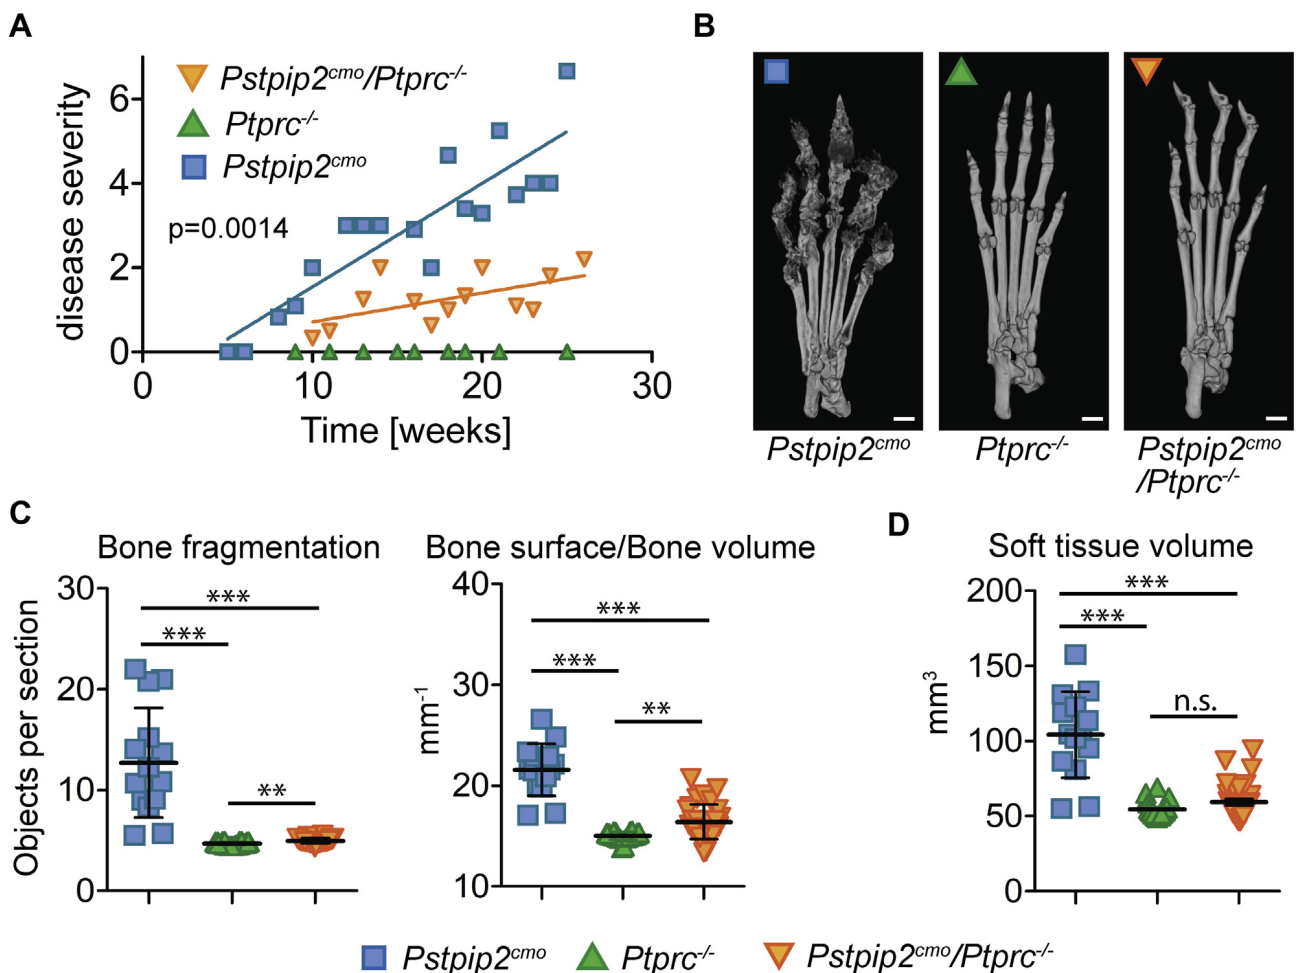 A
Pstpip2cmo/Ptprc-/-
Ptprc-/-
Pstpip2cmo
p=0.0014
disease severity
6
4
2
0
0 10 20 30
Time [weeks]
B
Pstpip2cmo
Ptprc-/-
Pstpip2cmo
/Ptprc-/-
C
Bone fragmentation
Objects per section
30
20
10
0
***
***
**
Bone surface/Bone volume
mm-1
40
30
20
10
***
***
**
D
Soft tissue volume
mm3
200
150
100
50
0
***
***
n.s.
Pstpip2cmo Ptprc-/- Pstpip2cmo/Ptprc-/-